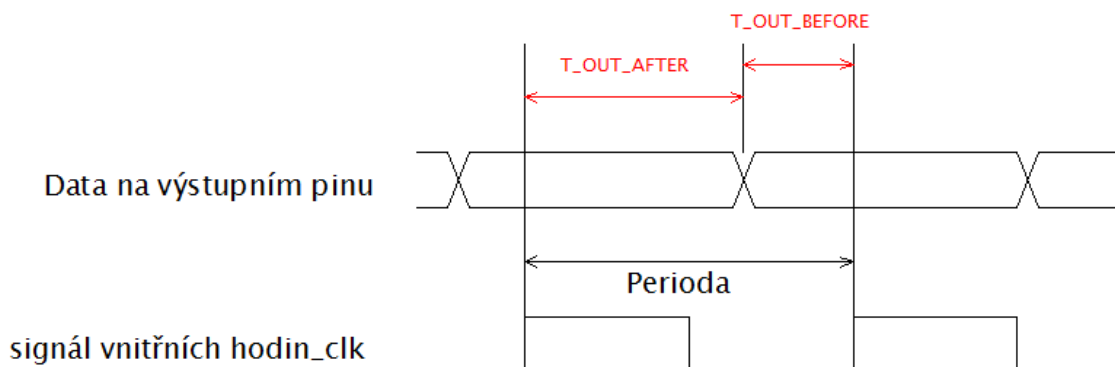 T_OUT_BEFORE
T_OUT_AFTER
Data na výstupním pinu
Perioda
signál vnitřních hodin_clk